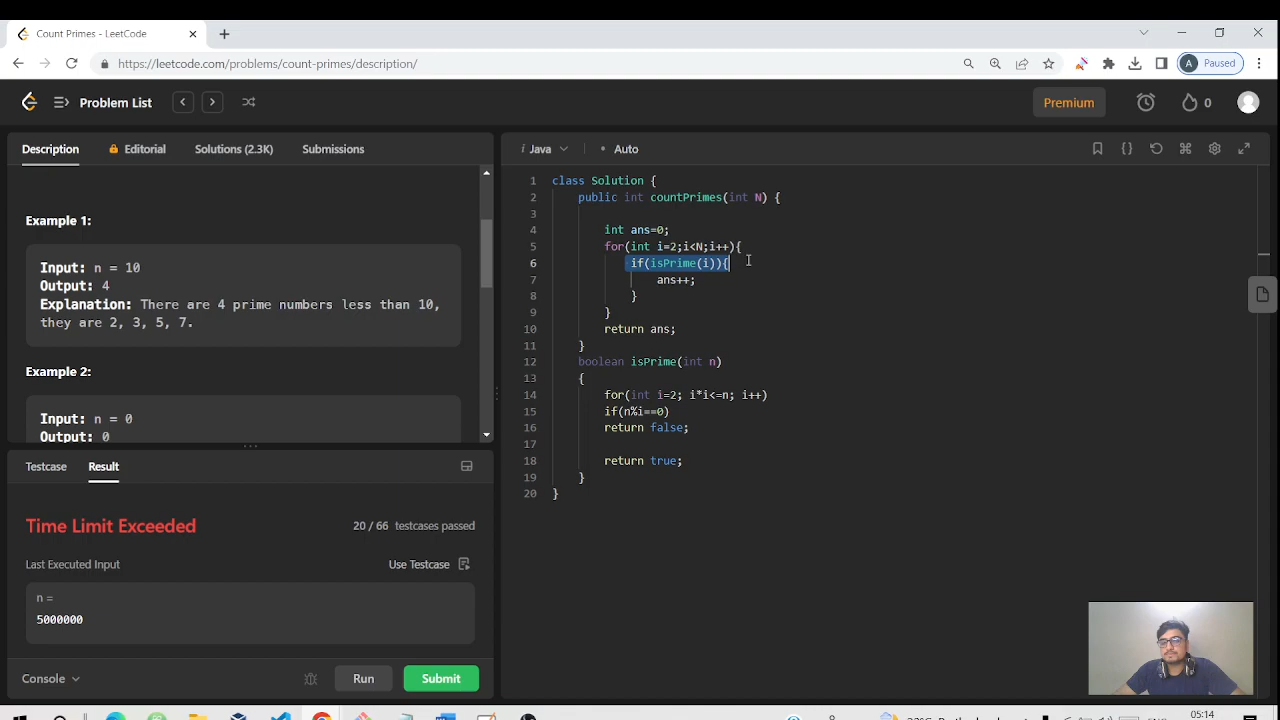 Count Primes - LeetCode
https://leetcode.com/problems/count-primes/description/
A Paused
Problem List
Premium
0
Description
Editorial
Solutions (2.3K)
Submissions
Example 1:
Input: n = 10
Output: 4
Explanation: There are 4 prime numbers less than 10,
they are 2, 3, 5, 7.
Example 2:
Input: n = 0
Output: 0
Testcase
Result
Time Limit Exceeded
20 / 66 testcases passed
Last Executed Input
Use Testcase
n =
5000000
Console
Run
Submit
i Java
• Auto
{}
1 class Solution {
2 public int countPrimes(int N) {
3
4 int ans=0;
5 for(int i=2;i<N;i++){
6 if(isPrime(i)){
7 ans++;
8 }
9 }
10 return ans;
11 }
12 boolean isPrime(int n)
13 {
14 for(int i=2; i*i<=n; i++)
15 if(n%i==0)
16 return false;
17
18 return true;
19 }
20 }
05:14